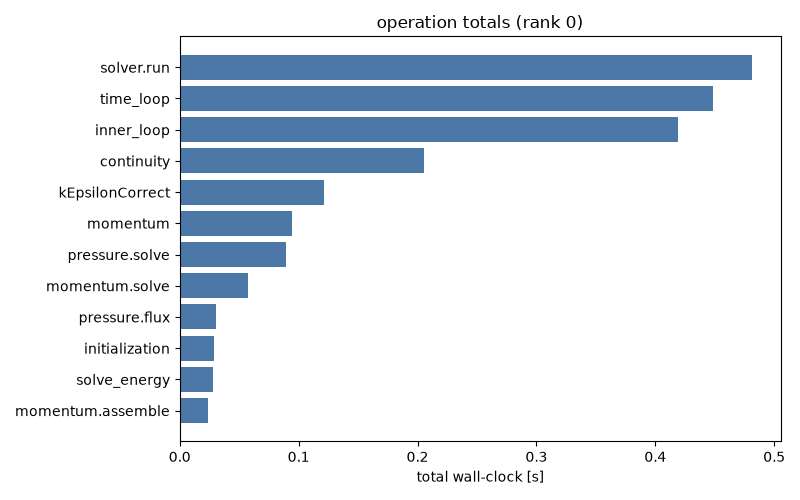 operation totals (rank 0)
solver.run
time_loop
inner_loop
continuity
kEpsilonCorrect
momentum
pressure.solve
momentum.solve
pressure.flux
initialization
solve_energy
momentum.assemble
0.0 0.1 0.2 0.3 0.4 0.5
total wall-clock [s]